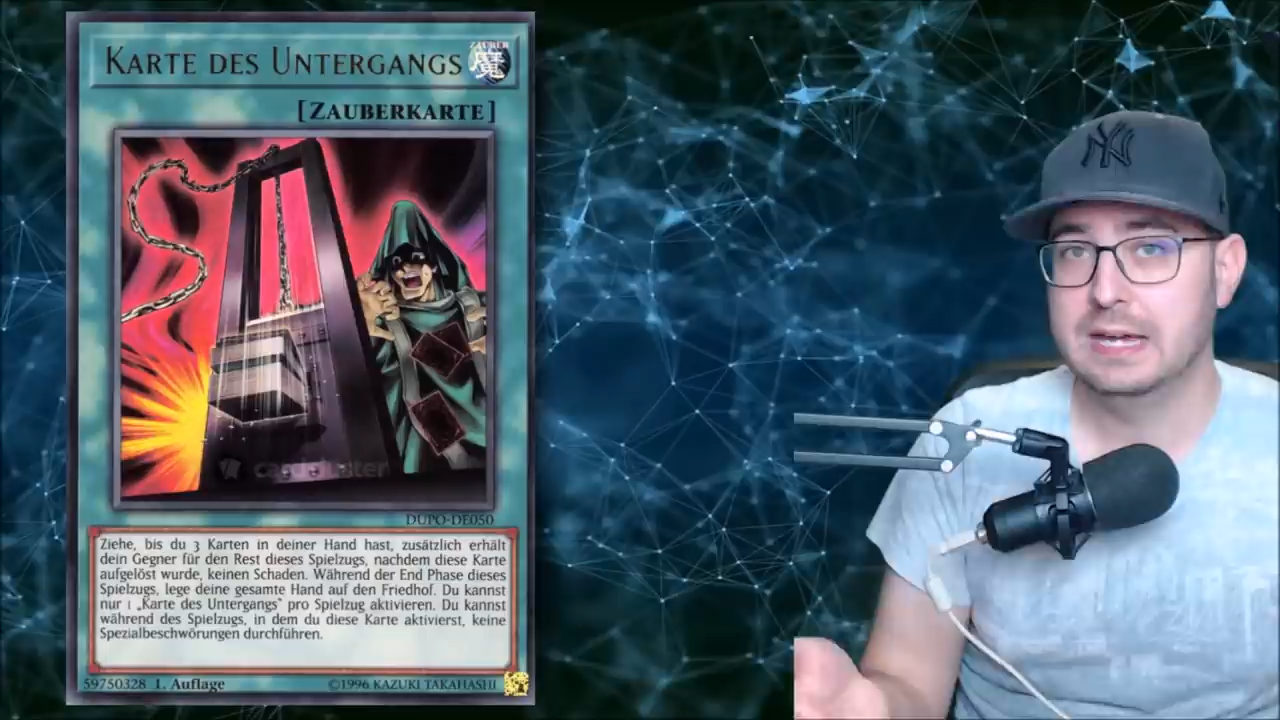 KARTE DES UNTERGANGS
ZAUBER
魔
[ZAUBERKARTE]
DUPO-DE050
Ziehe, bis du 3 Karten in deiner Hand hast, zusätzlich erhält
dein Gegner für den Rest dieses Spielzugs, nachdem diese Karte
aufgelöst wurde, keinen Schaden. Während der End Phase dieses
Spielzugs, lege deine gesamte Hand auf den Friedhof. Du kannst
nur 1 „Karte des Untergangs" pro Spielzug aktivieren. Du kannst
während des Spielzugs, in dem du diese Karte aktivierst, keine
Spezialbeschwörungen durchführen.
59750328 1. Auflage
©1996 KAZUKI TAKAHASHI
NY